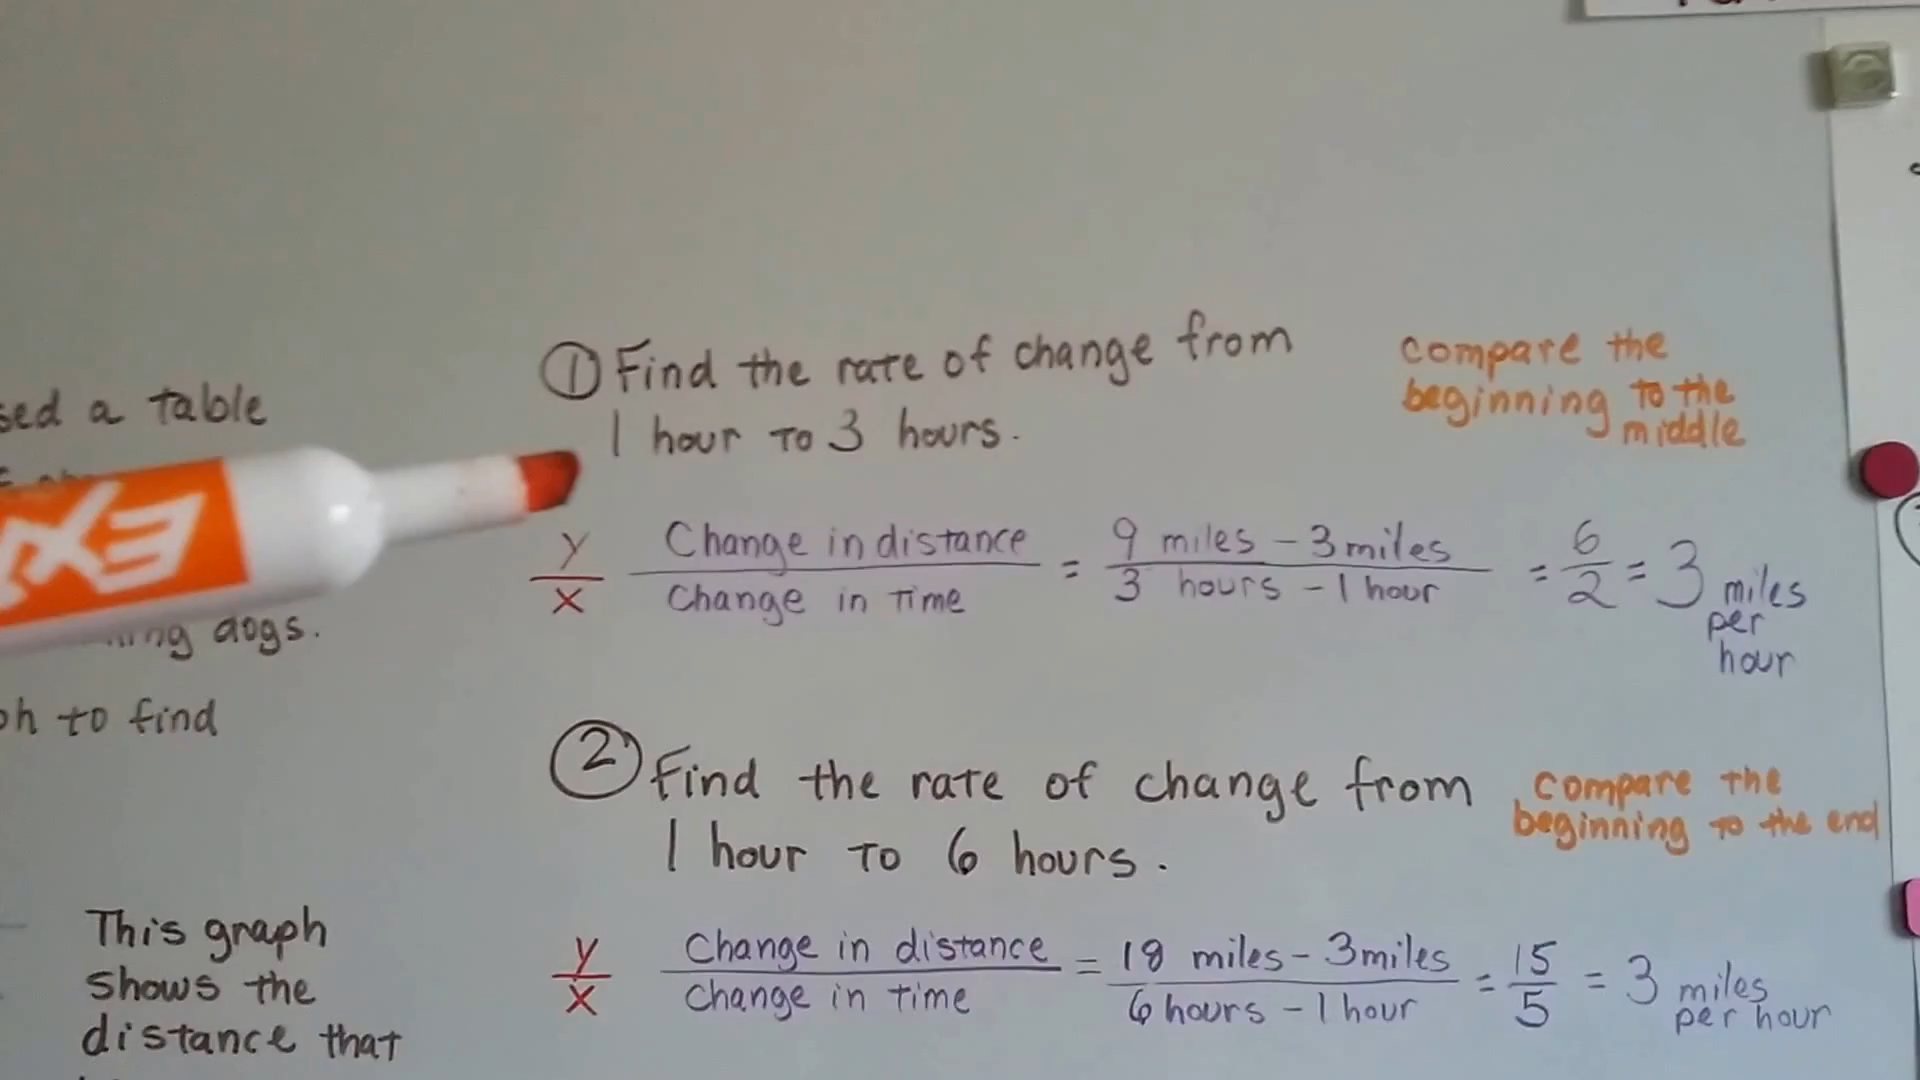 ① Find the rate of change from
1 hour to 3 hours.
compare the
beginning to the
middle
y/x Change in distance/Change in time = 9 miles - 3 miles/3 hours - 1 hour = 6/2 = 3 miles
per
hour
② Find the rate of change from
1 hour to 6 hours.
compare the
beginning to the end
y/x Change in distance/Change in time = 18 miles - 3 miles/6 hours - 1 hour = 15/5 = 3 miles
per hour
a table
dogs.
to find
This graph
shows the
distance that